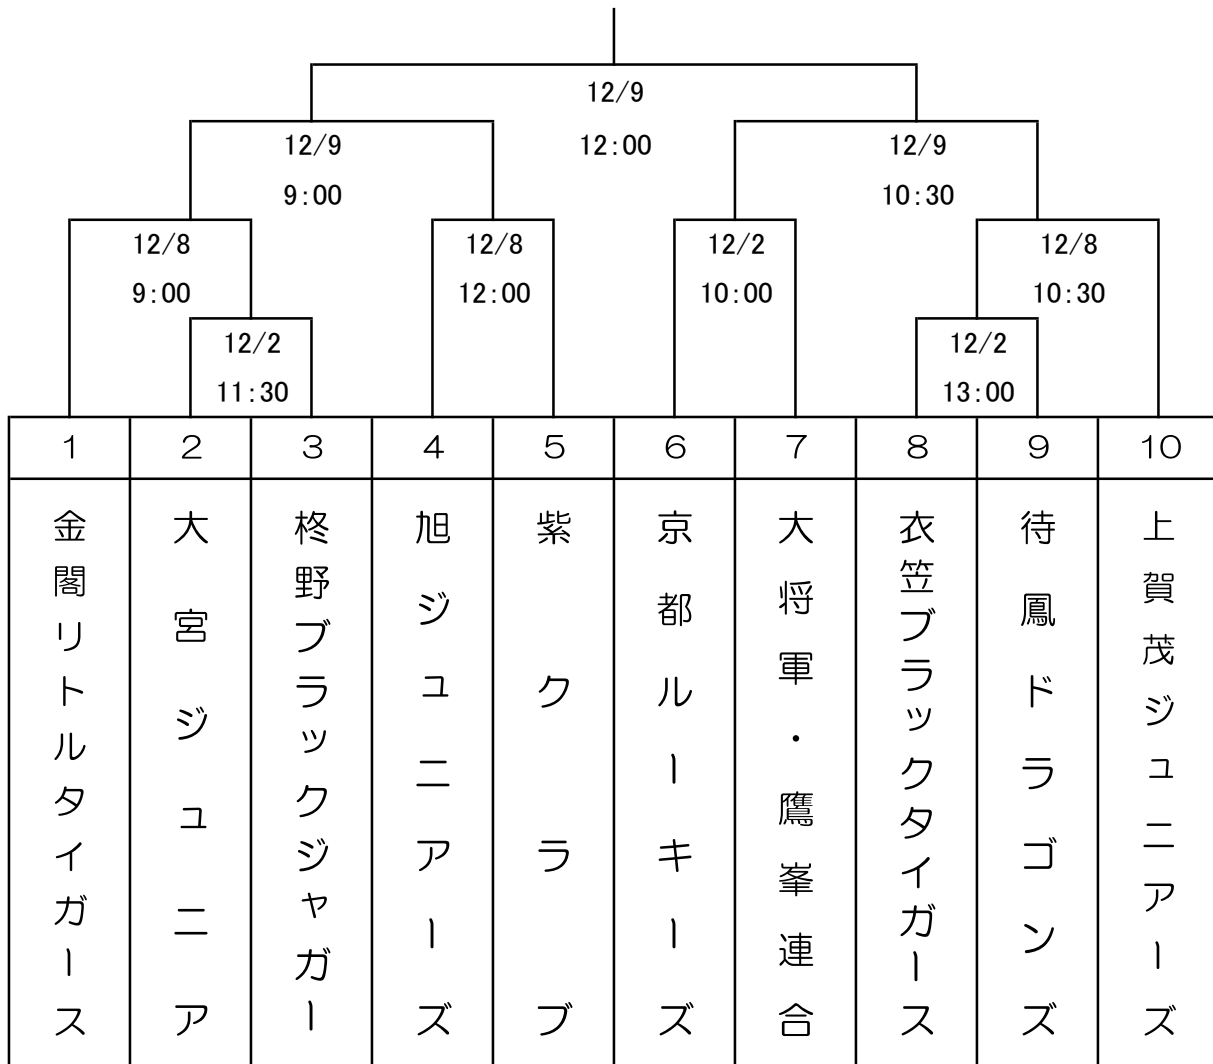 12/9
12:00
12/9
9:00
12/9
10:30
12/8
9:00
12/8
12:00
12/2
10:00
12/8
10:30
12/2
11:30
12/2
13:00
1
2
3
4
5
6
7
8
9
10
金閣リトルタイガース
大宮ジュニア
柊野ブラックジャガー
旭ジュニアーズ
紫クラブ
京都ルーキーズ
大将軍・鷹峯連合
衣笠ブラックタイガース
待鳳ドラゴンズ
上賀茂ジュニアーズ